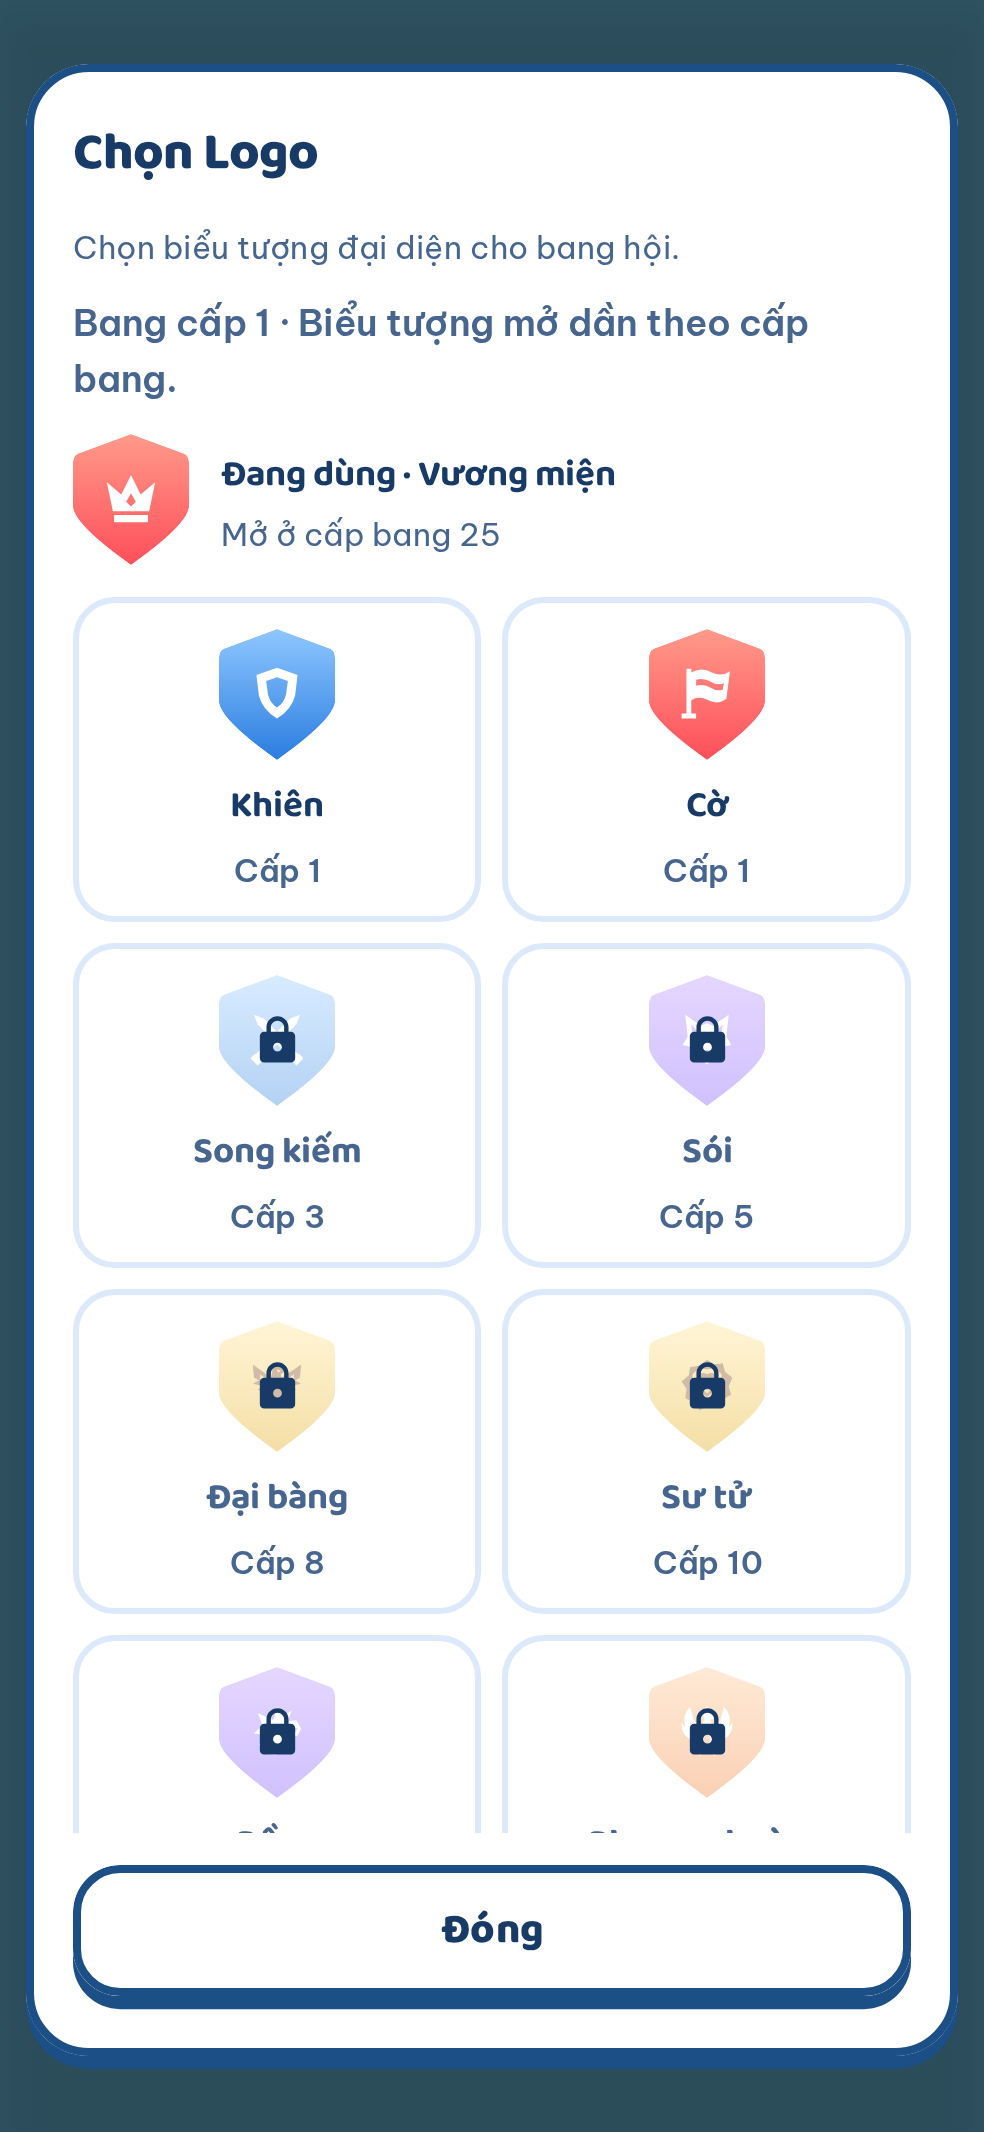 Chọn Logo
Chọn biểu tượng đại diện cho bang hội.
Bang cấp 1 · Biểu tượng mở dần theo cấp
bang.
Đang dùng · Vương miện
Mở ở cấp bang 25
Khiên
Cờ
Cấp 1
Cấp 1
Song kiếm
Sói
Cấp 3
Cấp 5
Đại bàng
Sư tử
Cấp 8
Cấp 10
Đóng